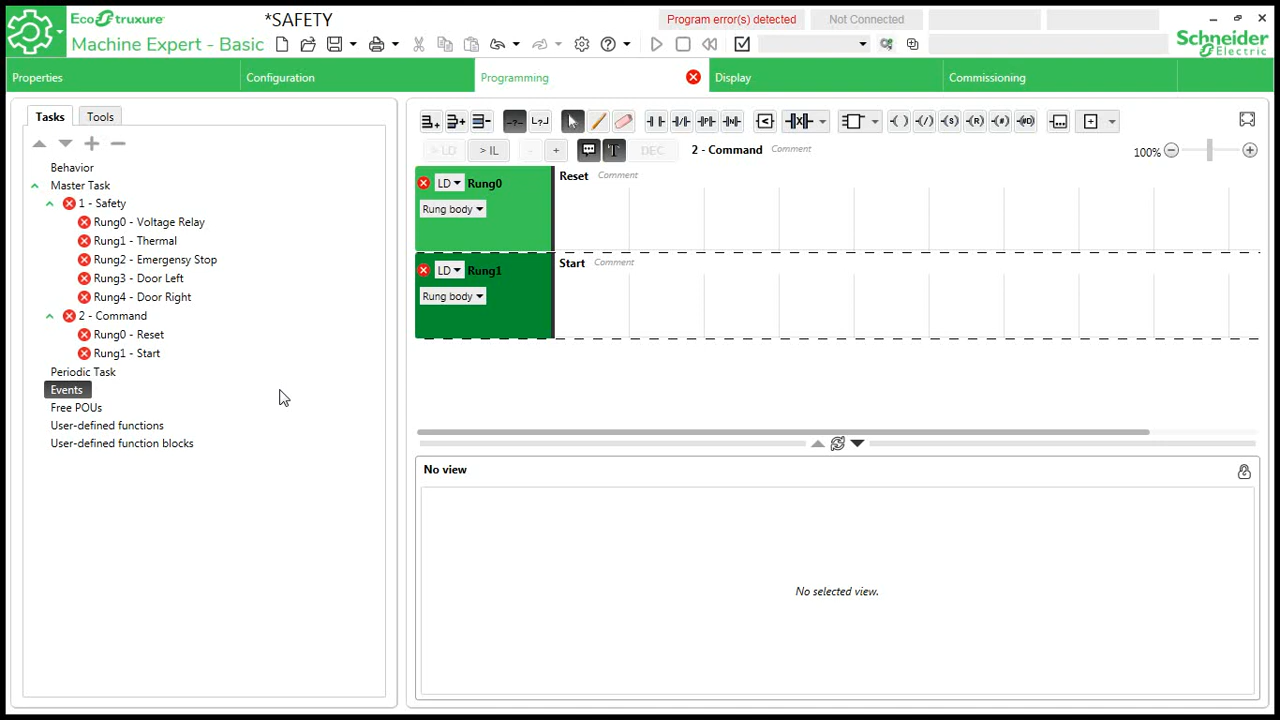 EcoStruxure
Machine Expert - Basic
*SAFETY
Program error(s) detected
Not Connected
Schneider
Electric
Properties
Configuration
Programming
Display
Commissioning
Tasks
Tools
Behavior
Master Task
1 - Safety
Rung0 - Voltage Relay
Rung1 - Thermal
Rung2 - Emergensy Stop
Rung3 - Door Left
Rung4 - Door Right
2 - Command
Rung0 - Reset
Rung1 - Start
Periodic Task
Events
Free POUs
User-defined functions
User-defined function blocks
> LD
> IL
-
+
T
DEC
2 - Command
Comment
100%
LD
Rung0
Rung body
Reset
Comment
LD
Rung1
Rung body
Start
Comment
No view
No selected view.